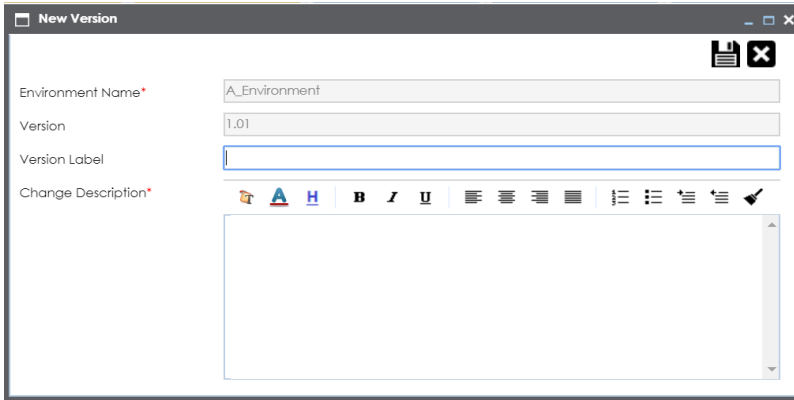 New Version
Environment Name*
A_Environment
Version
1.01
Version Label
Change Description*
A H B I U